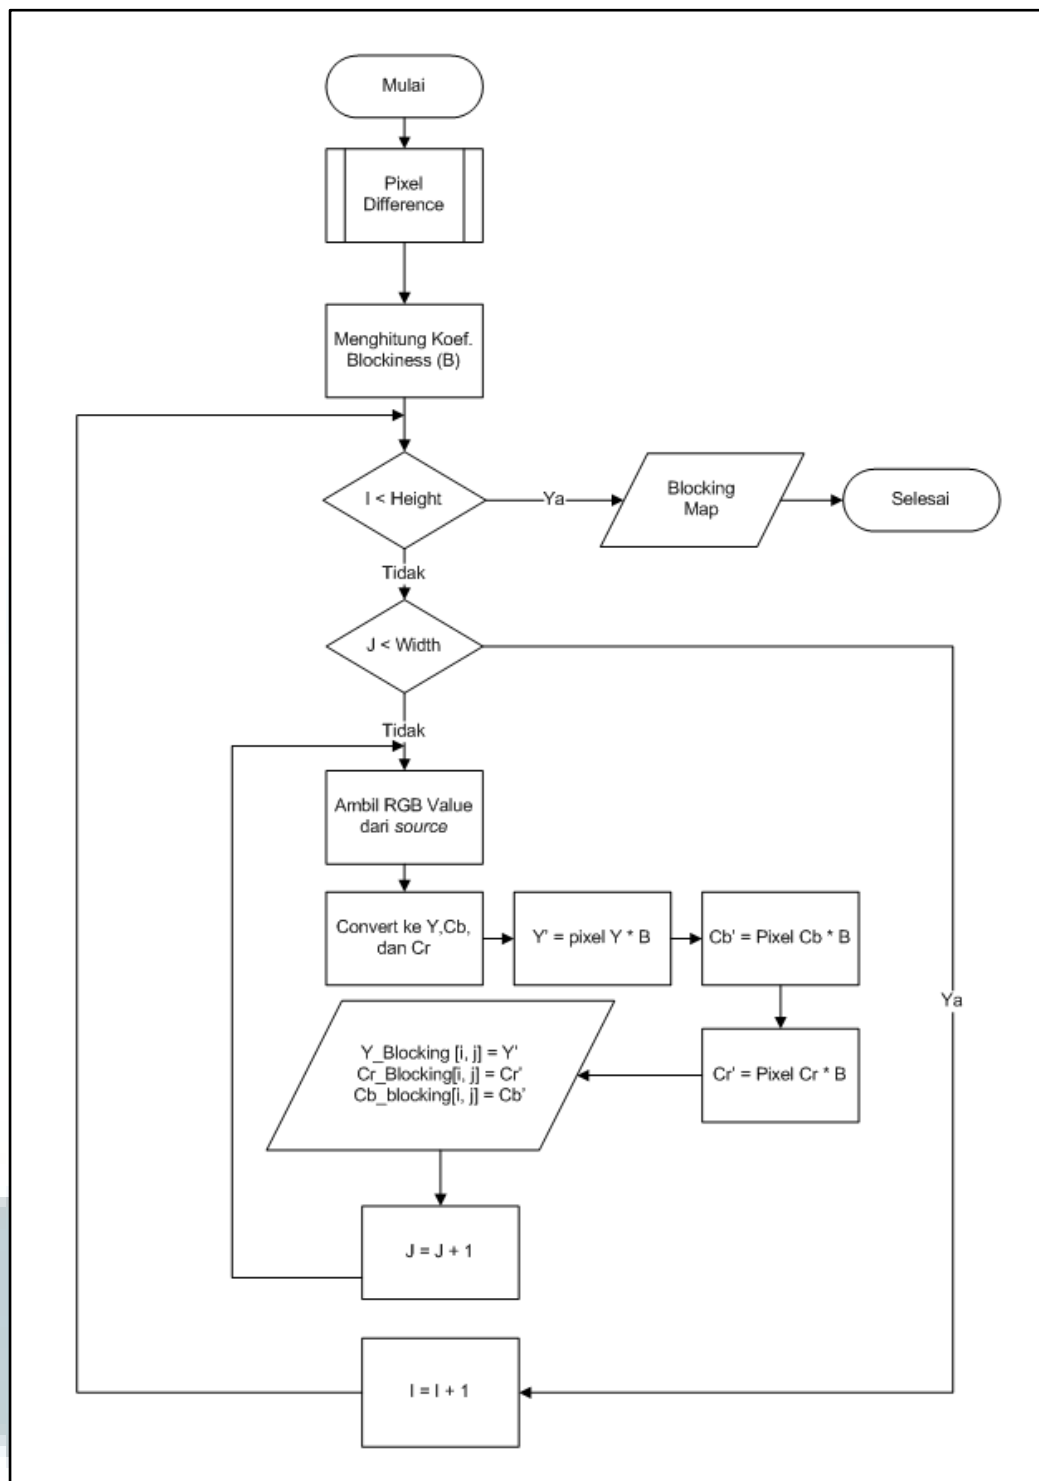 Mulai
Pixel
Difference
Menghitung Koef.
Blockiness (B)
I < Height
Ya
Blocking
Map
Selesai
Tidak
J < Width
Tidak
Ambil RGB Value
dari source
Convert ke Y,Cb,
dan Cr
Y' = pixel Y * B
Cb' = Pixel Cb * B
Ya
Cr' = Pixel Cr * B
Y_Blocking [i, j] = Y'
Cr_Blocking[i, j] = Cr'
Cb_blocking[i, j] = Cb'
J = J + 1
I = I + 1